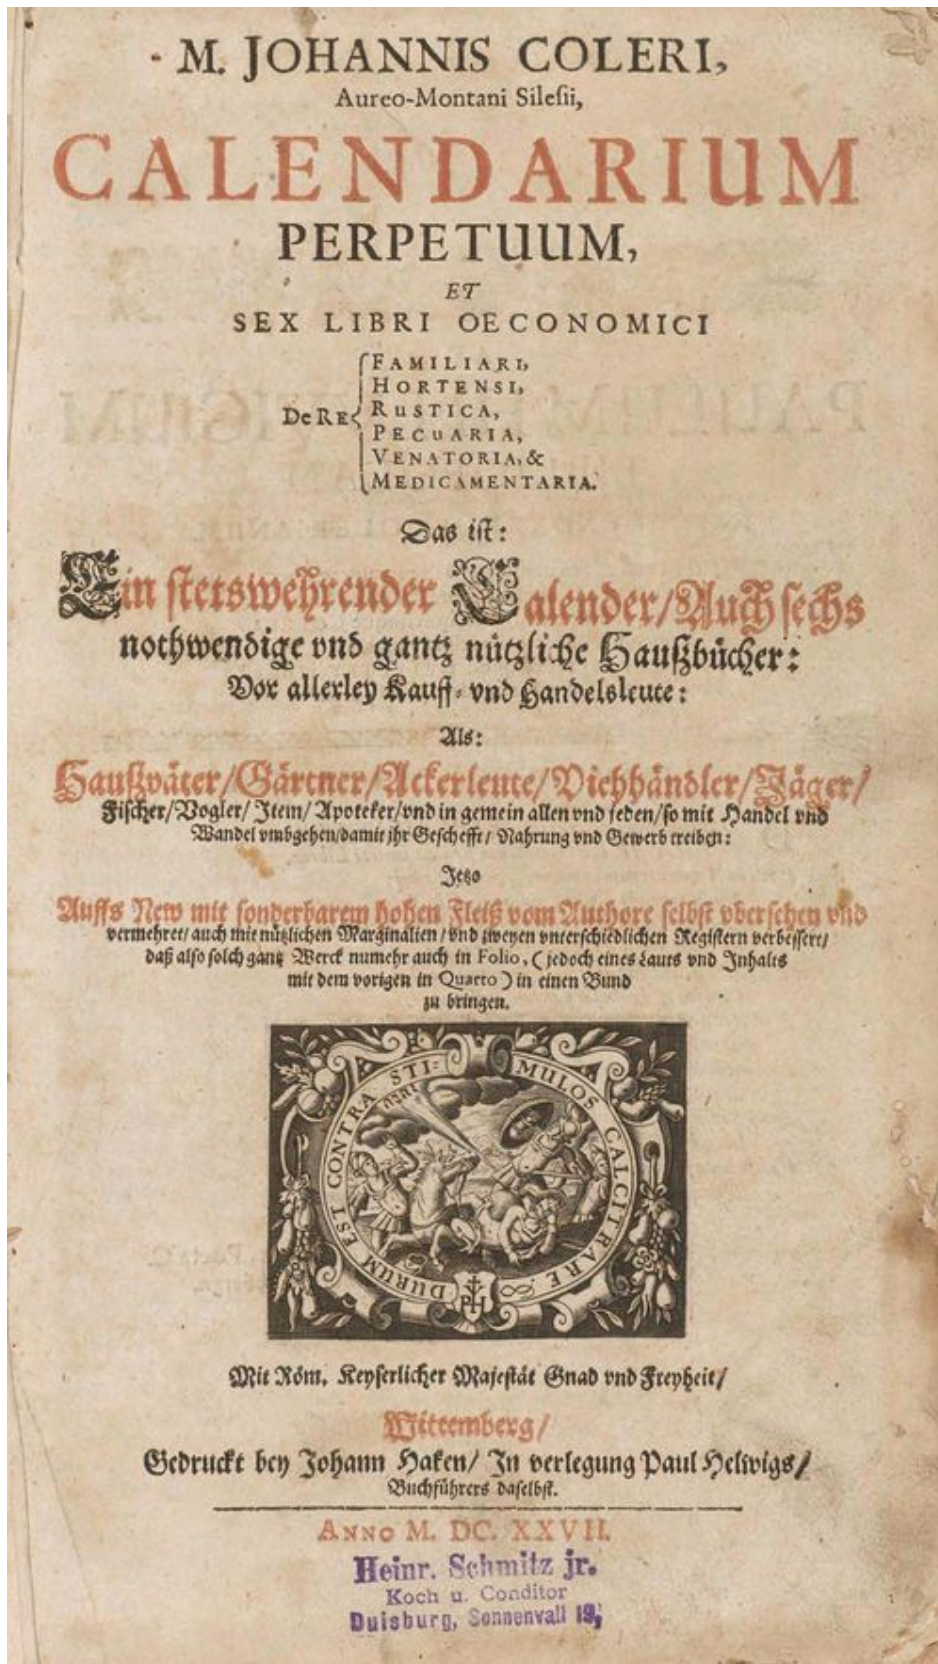 M. JOHANNIS COLERI,
Aureo-Montani Sileſii,
CALENDARIUM
PERPETUUM,
ET
SEX LIBRI OECONOMICI
De RE
FAMILIARI,
HORTENSI,
RuSTICA,
PECuARIA,
VENATORIA, &
MEDICAMENTARIA.
Das iſt:
Ein ſtetswehrender Calender/Auch ſechs
nothwendige vnd gantz nützliche Haußbücher:
Vor allerley Kauff- vnd Handelsleute:
Als:
Haußväter/Gärtner/Ackerleute/Viehhändler/Jäger/
Fiſcher/Vogler/Item/Apoteker/vnd in gemein allen vnd jeden/ſo mit Handel vnd
Wandel vmbgehen/damit jhr Geſchefft/Nahrung vnd Gewerb treiben:
Jetzo
Auffs New mit ſonderbarem hohen Fleiß vom Authore ſelbſt vberſehen vnd
vermehret/auch mit nützlichen Marginalien/vnd zweyen vnterſchiedlichen Regiſtern verbeſſert/
daß alſo ſolch gantz Werck numehr auch in Folio, (jedoch eines Lauts vnd Inhalts
mit dem vorigen in Quarto) in einen Bund
zu bringen.
DURUM EST CONTRA STI-MULOS CALCITRARE
יהוה
PH
Mit Röm. Keyſerlicher Majeſtät Gnad vnd Freyheit/
Wittemberg/
Gedruckt bey Johann Haken/ In verlegung Paul Helwigs/
Buchführers daſelbſt.
ANNO M. DC. XXVII.
Heinr. Schmitz jr.
Koch u. Conditor
Duisburg, Sonnenwall 19,